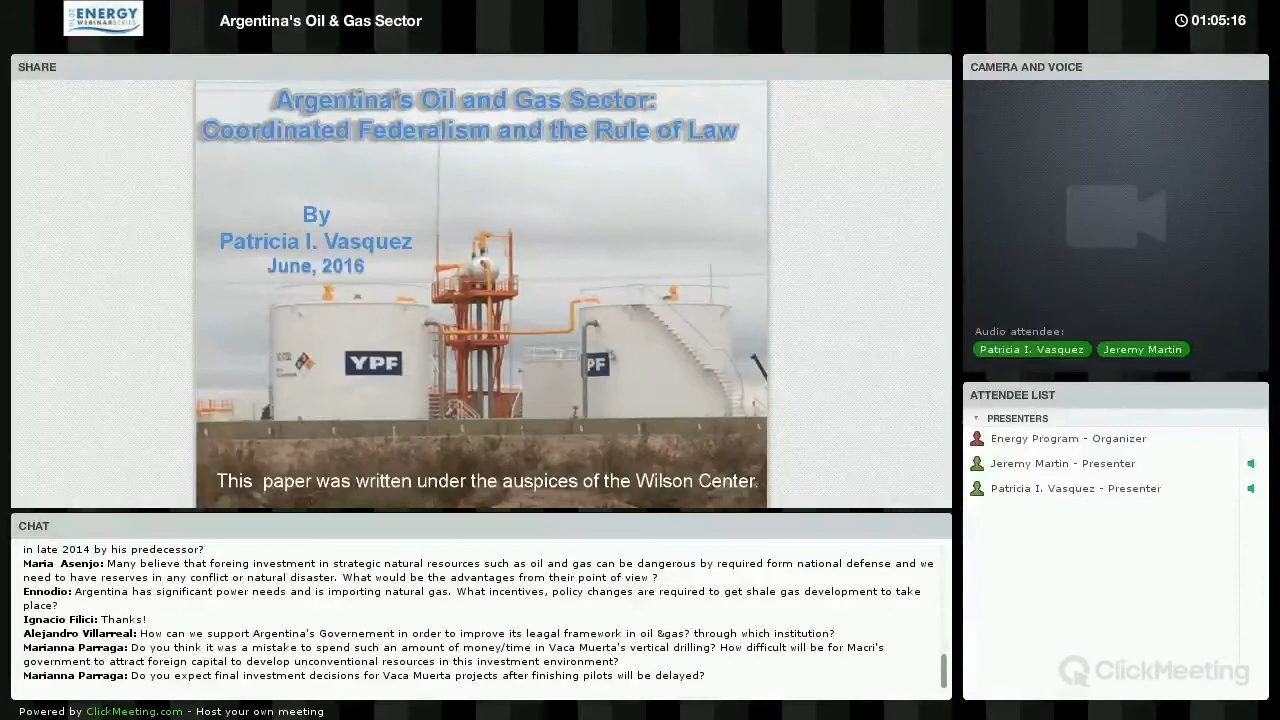 2016 ENERGY
WEBINAR SERIES
Argentina's Oil & Gas Sector
01:05:16
SHARE
Argentina's Oil and Gas Sector:
Coordinated Federalism and the Rule of Law
By
Patricia I. Vasquez
June, 2016
YPF
PF
This paper was written under the auspices of the Wilson Center.
CHAT
in late 2014 by his predecessor?
Maria Asenjo: Many believe that foreing investment in strategic natural resources such as oil and gas can be dangerous by required form national defense and we
need to have reserves in any conflict or natural disaster. What would be the advantages from their point of view ?
Ennodio: Argentina has significant power needs and is importing natural gas. What incentives, policy changes are required to get shale gas development to take
place?
Ignacio Filici: Thanks!
Alejandro Villarreal: How can we support Argentina's Governement in order to improve its leagal framework in oil &gas? through which institution?
Marianna Parraga: Do you think it was a mistake to spend such an amount of money/time in Vaca Muerta's vertical drilling? How difficult will be for Macri's
government to attract foreign capital to develop unconventional resources in this investment environment?
Marianna Parraga: Do you expect final investment decisions for Vaca Muerta projects after finishing pilots will be delayed?
CAMERA AND VOICE
Audio attendee:
Patricia I. Vasquez Jeremy Martin
ATTENDEE LIST
PRESENTERS
Energy Program - Organizer
Jeremy Martin - Presenter
Patricia I. Vasquez - Presenter
ClickMeeting
Powered by ClickMeeting.com - Host your own meeting